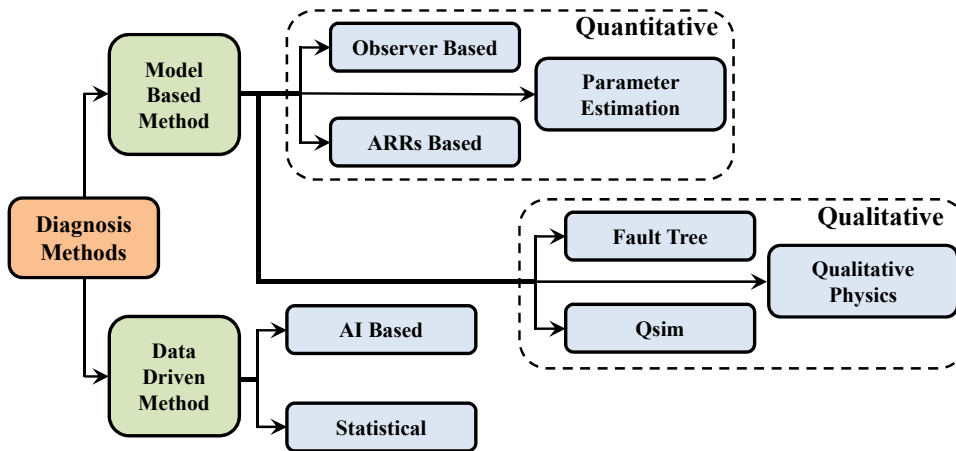 Quantitative
Observer Based
Model
Based
Method
Parameter
Estimation
ARRs Based
Diagnosis
Methods
Qualitative
Fault Tree
Qualitative
Physics
Qsim
AI Based
Data
Driven
Method
Statistical